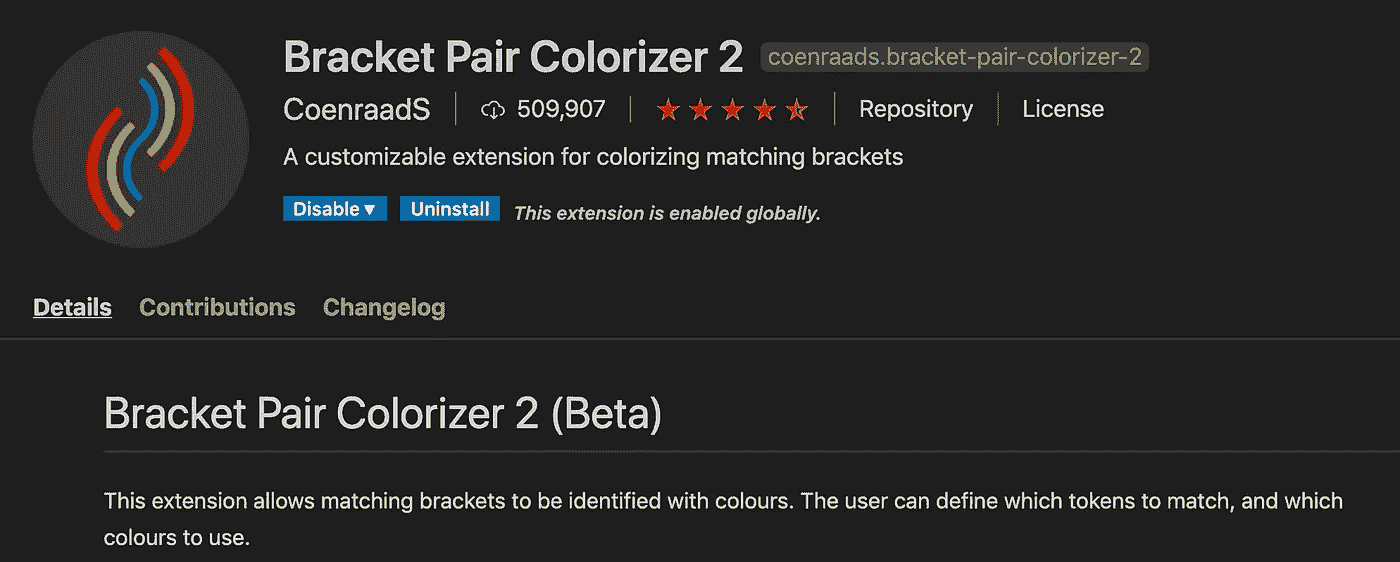 Bracket Pair Colorizer 2 coenraads.bracket-pair-colorizer-2
CoenraadS 509,907 Repository License
A customizable extension for colorizing matching brackets
Disable ▾ Uninstall This extension is enabled globally.
Details Contributions Changelog
Bracket Pair Colorizer 2 (Beta)
This extension allows matching brackets to be identified with colours. The user can define which tokens to match, and which
colours to use.